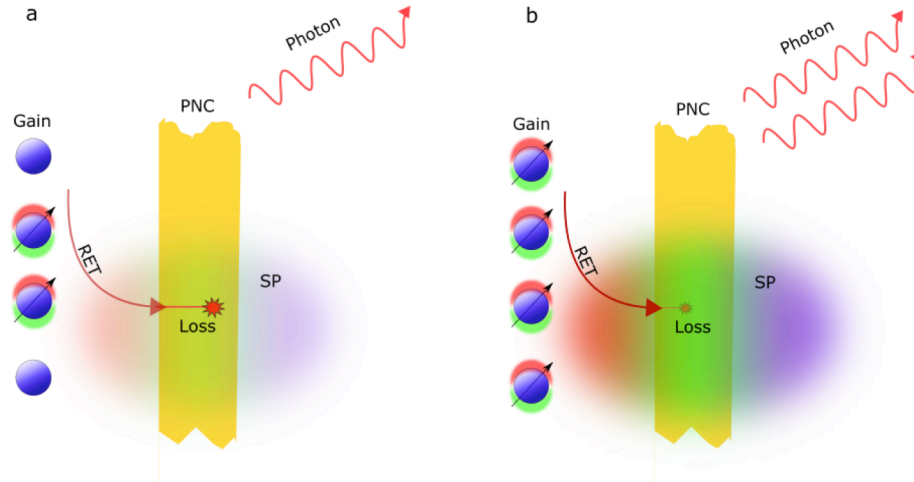 a
Photon
PNC
Gain
RET
SP
Loss
b
Photon
PNC
Gain
RET
SP
Loss